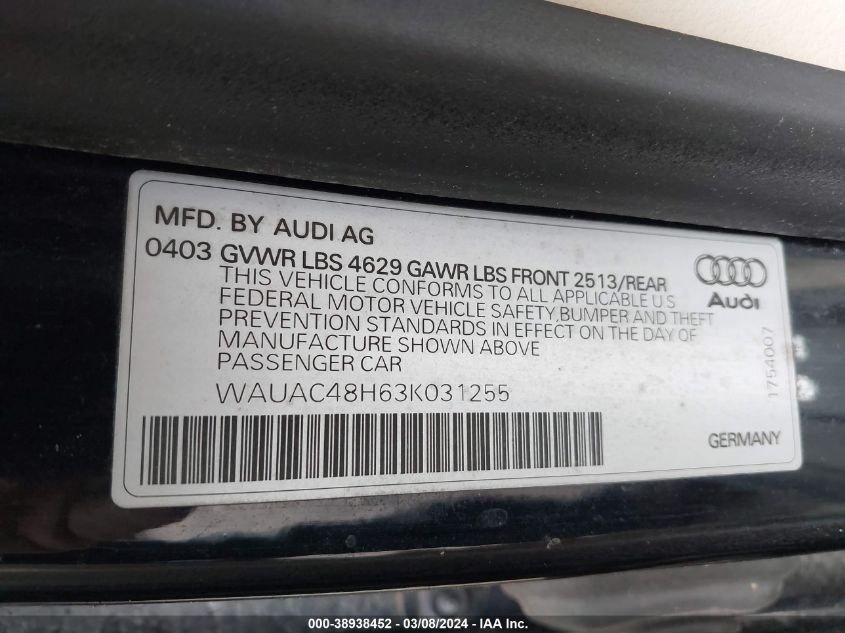 MFD. BY AUDI AG
0403 GVWR LBS 4629 GAWR LBS FRONT 2513/REAR
THIS VEHICLE CONFORMS TO ALL APPLICABLE U.S
FEDERAL MOTOR VEHICLE SAFETY,BUMPER AND THEFT
PREVENTION STANDARDS IN EFFECT ON THE DAY OF
MANUFACTURE SHOWN ABOVE
PASSENGER CAR
WAUAC48H63K031255
Audi
1754007
GERMANY
000-38938452 - 03/08/2024 - IAA Inc.